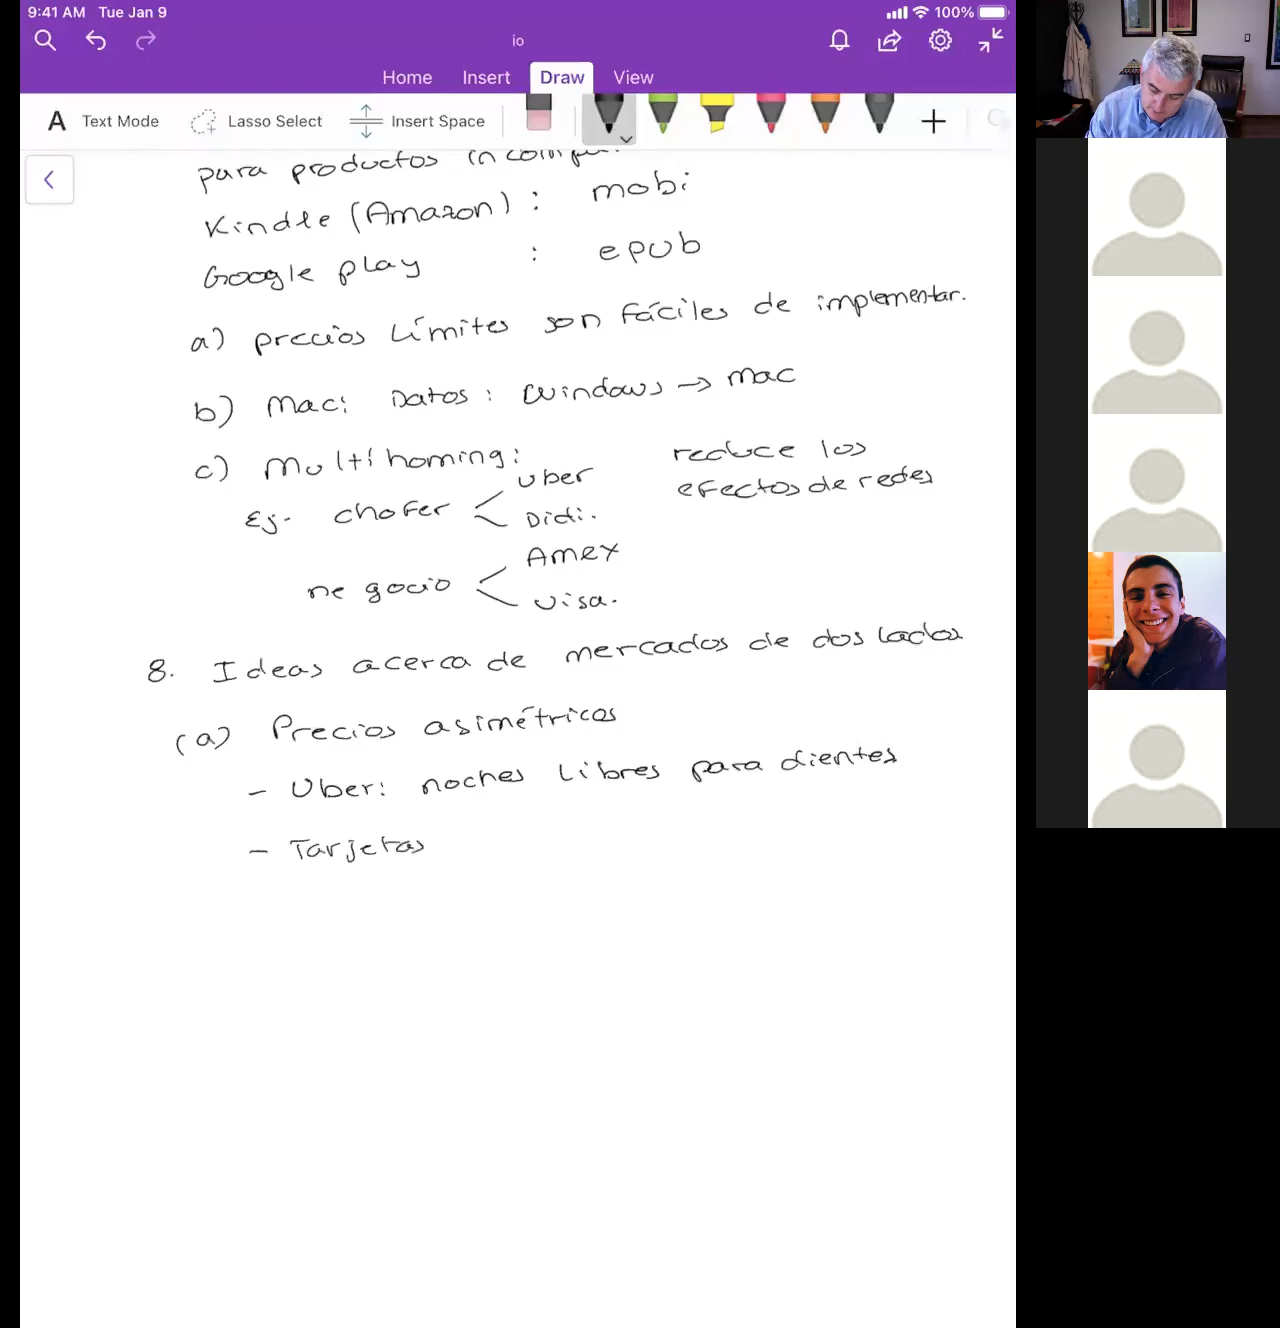 9:41 AM Tue Jan 9 100%
io
Home Insert Draw View
A Text Mode Lasso Select Insert Space
para productos
Kindle (Amazon) : mobi
Google play : epub
a) precios límites son fáciles de implementar.
b) Mac: Datos: Windows → Mac
c) Multihoming: reduce los
efectos de redes
Ej. chofer Uber
Didi.
negocio Amex
Visa.
8. Ideas acerca de mercados de dos lados
(a) Precios asimétricos
- Uber: noches libres para clientes
- Tarjetas